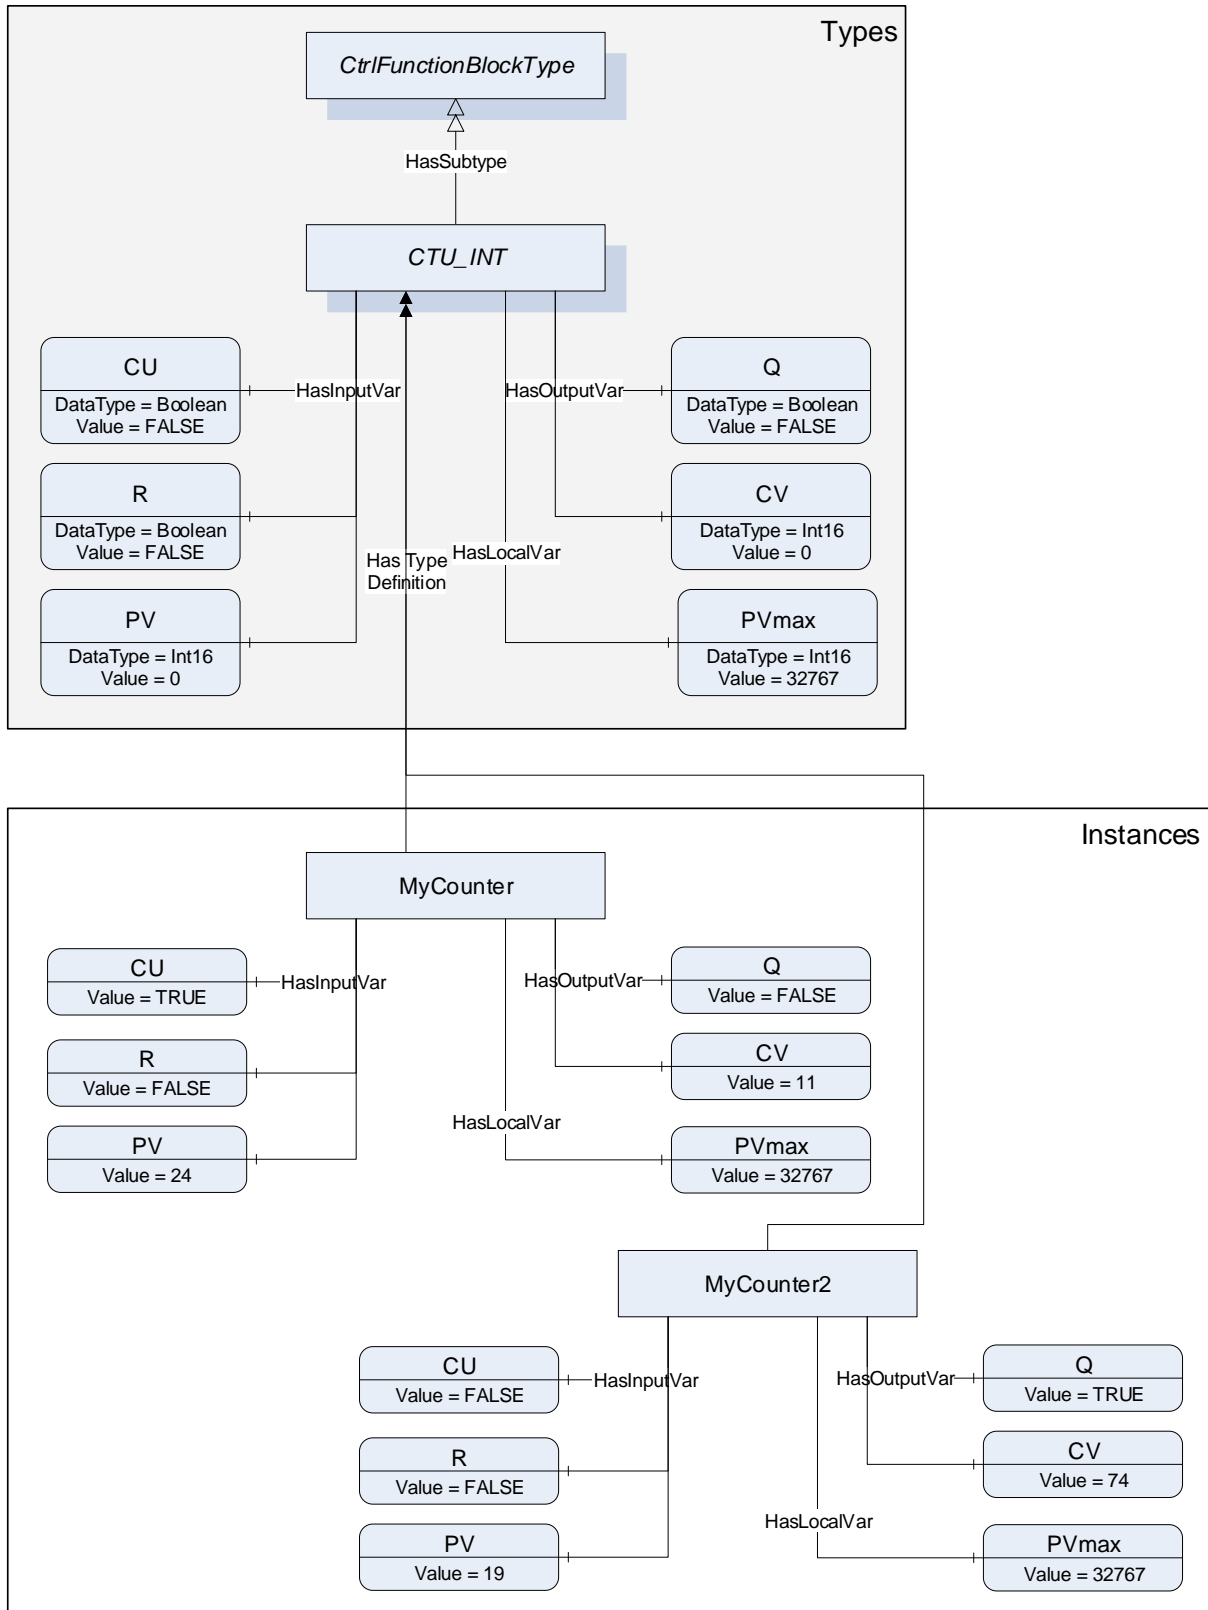 Types
CtrlFunctionBlockType
HasSubtype
CTU_INT
CU
DataType = Boolean
Value = FALSE
HasInputVar
HasOutputVar
Q
DataType = Boolean
Value = FALSE
R
DataType = Boolean
Value = FALSE
CV
DataType = Int16
Value = 0
Has Type
Definition
HasLocalVar
PV
DataType = Int16
Value = 0
PVmax
DataType = Int16
Value = 32767
Instances
MyCounter
CU
Value = TRUE
HasInputVar
HasOutputVar
Q
Value = FALSE
R
Value = FALSE
CV
Value = 11
HasLocalVar
PV
Value = 24
PVmax
Value = 32767
MyCounter2
CU
Value = FALSE
HasInputVar
HasOutputVar
Q
Value = TRUE
R
Value = FALSE
CV
Value = 74
HasLocalVar
PV
Value = 19
PVmax
Value = 32767